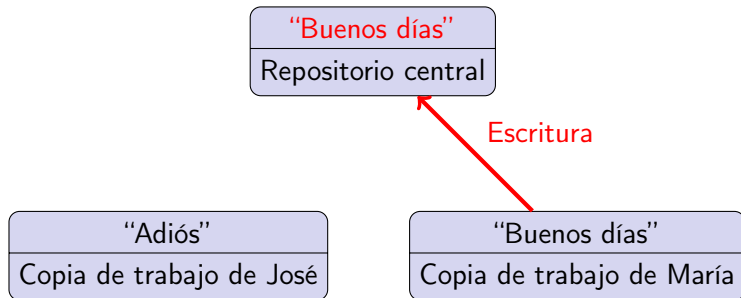 “Buenos días”
Repositorio central
Escritura
“Adiós”
Copia de trabajo de José
“Buenos días”
Copia de trabajo de María